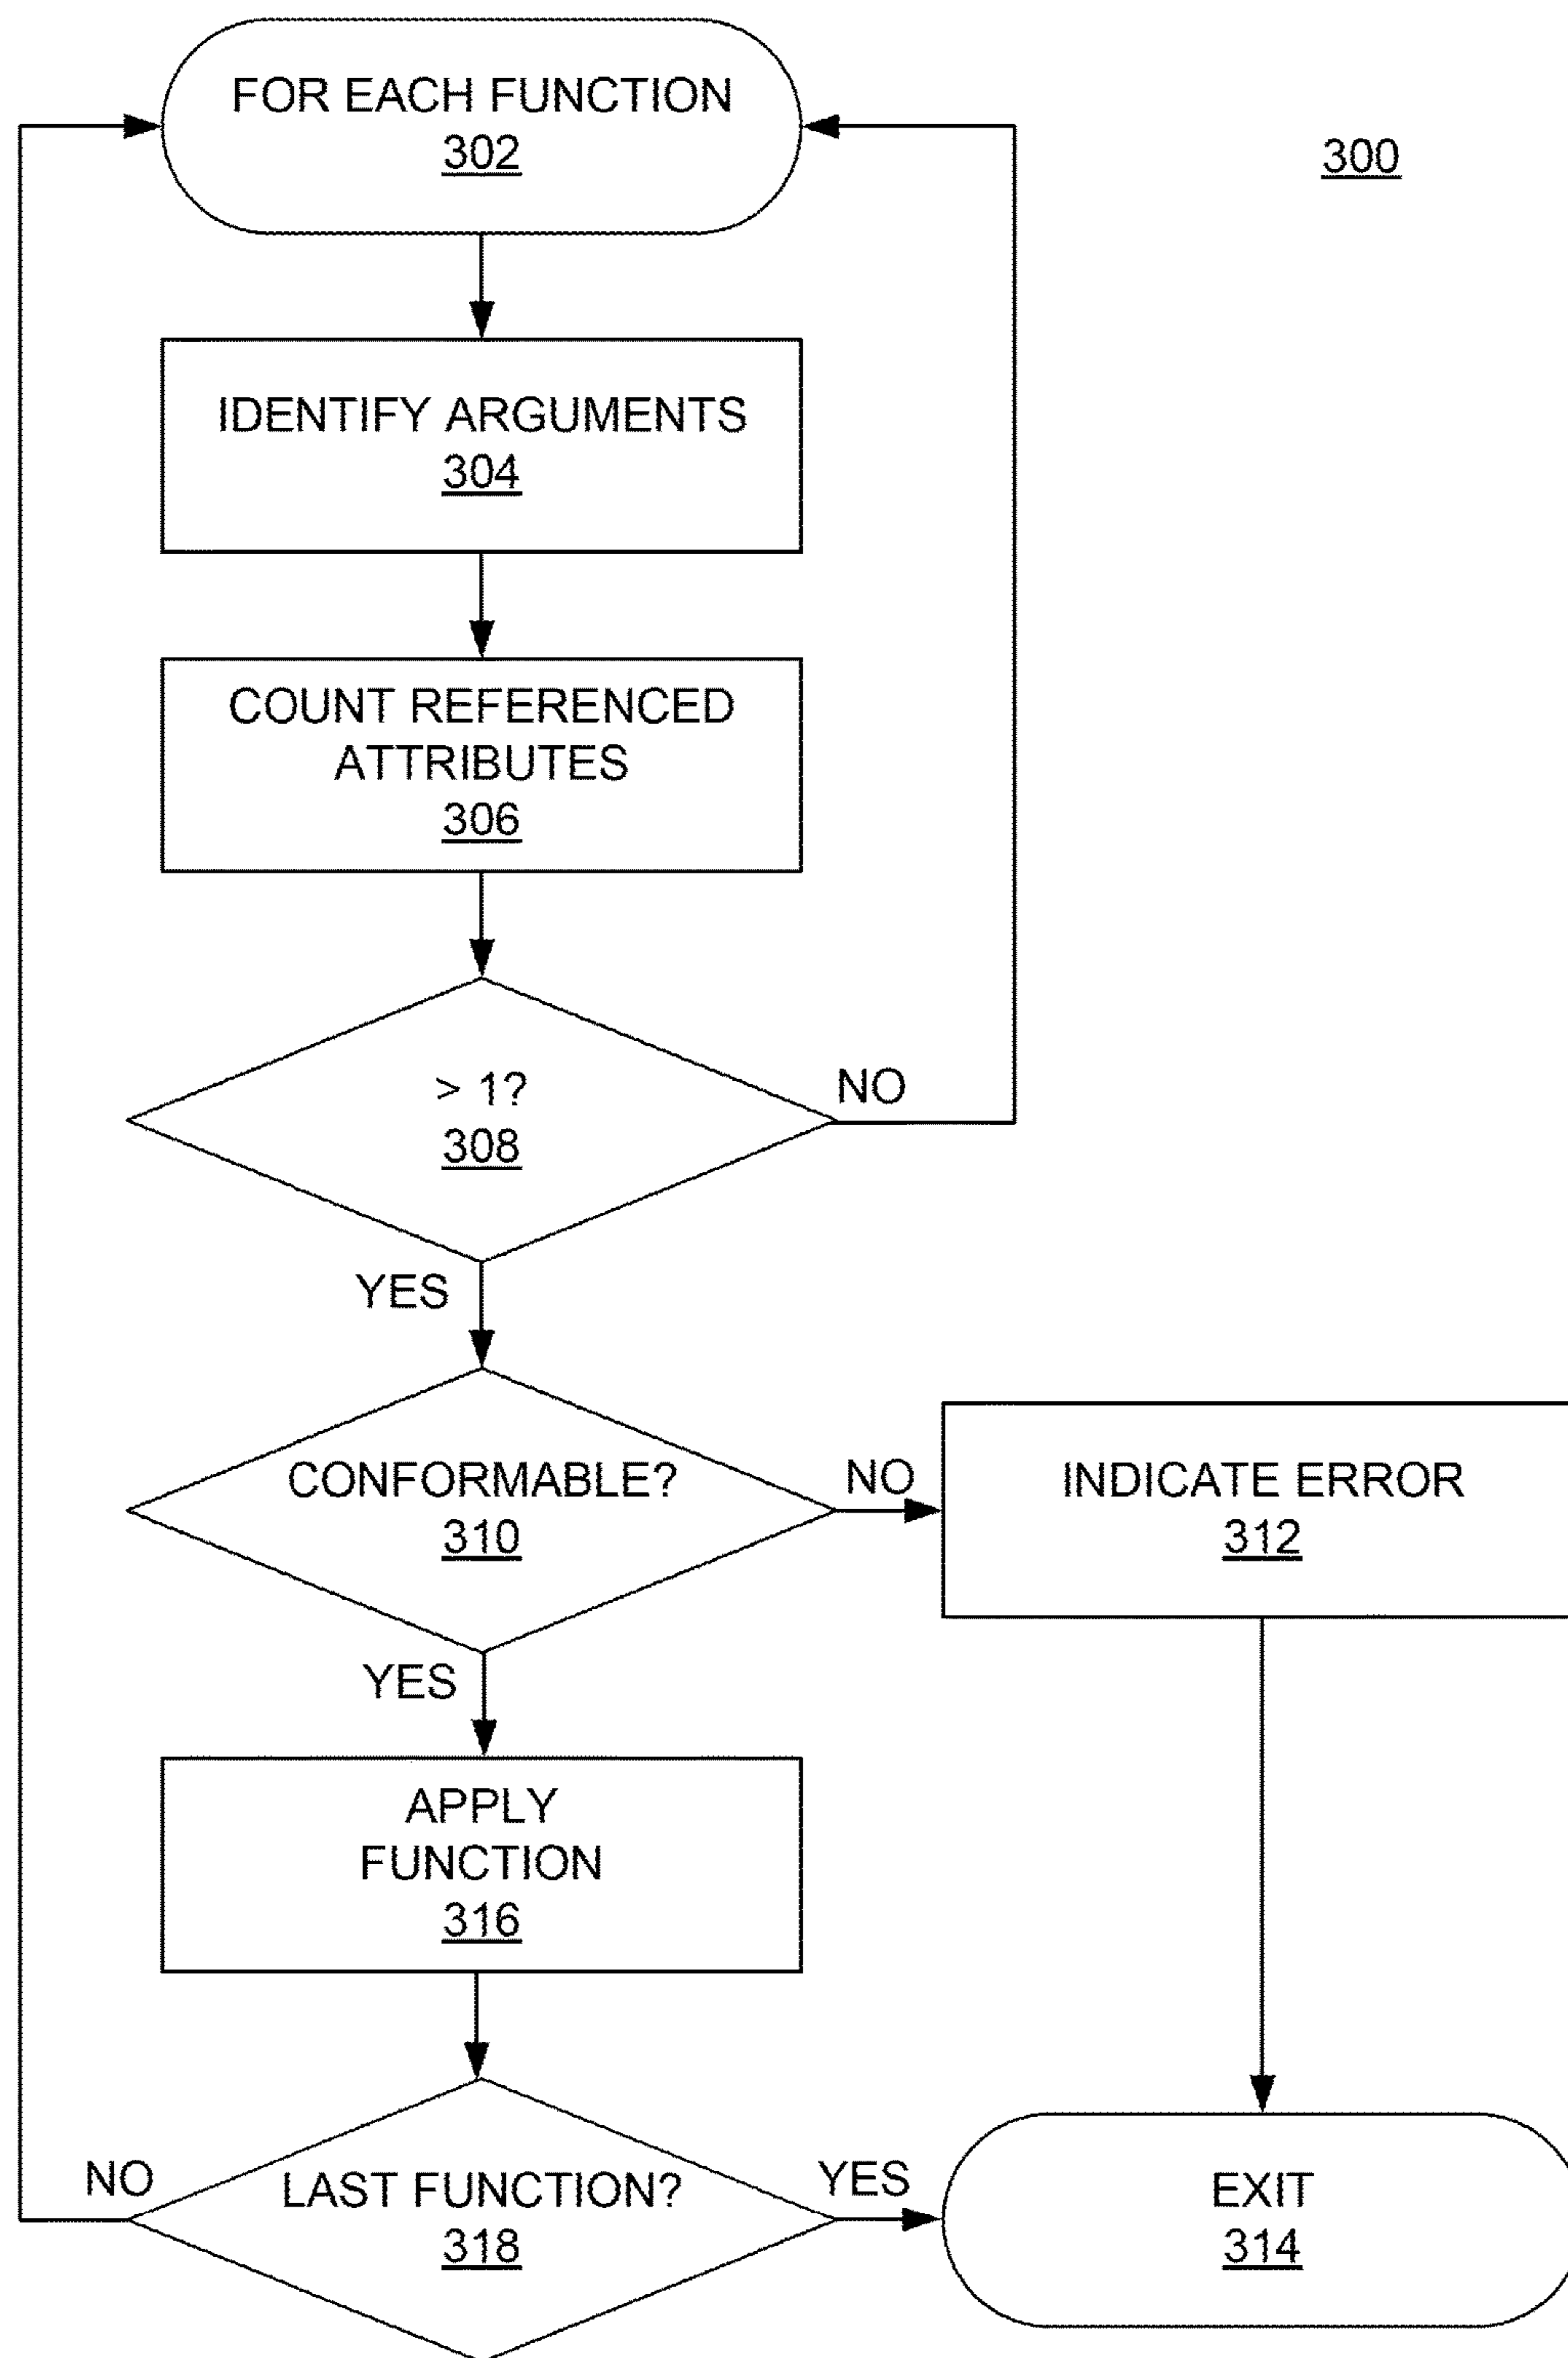 FOR EACH FUNCTION
302
300
IDENTIFY ARGUMENTS
304
COUNT REFERENCED
ATTRIBUTES
306
> 1?
308
NO
YES
CONFORMABLE?
310
NO
INDICATE ERROR
312
YES
APPLY
FUNCTION
316
NO
LAST FUNCTION?
318
YES
EXIT
314